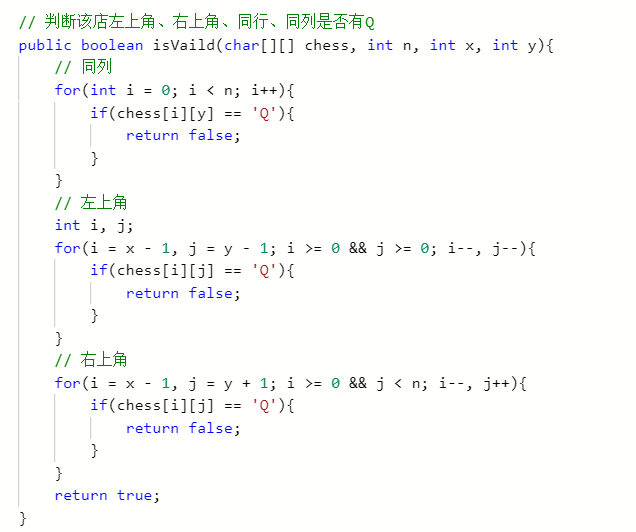 // 判断该店左上角、右上角、同行、同列是否有Q
public boolean isVaild(char[][] chess, int n, int x, int y){
    // 同列
    for(int i = 0; i < n; i++){
        if(chess[i][y] == 'Q'){
            return false;
        }
    }
    // 左上角
    int i, j;
    for(i = x - 1, j = y - 1; i >= 0 && j >= 0; i--, j--){
        if(chess[i][j] == 'Q'){
            return false;
        }
    }
    // 右上角
    for(i = x - 1, j = y + 1; i >= 0 && j < n; i--, j++){
        if(chess[i][j] == 'Q'){
            return false;
        }
    }
    return true;
}